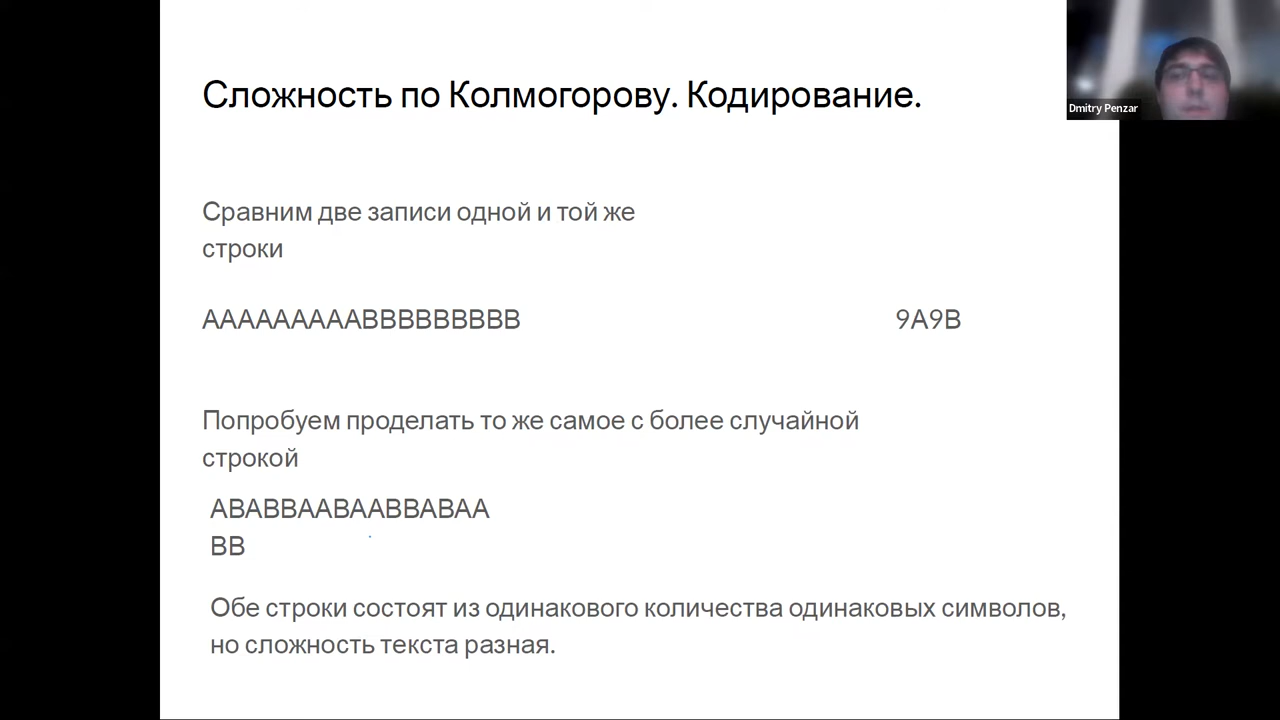 Сложность по Колмогорову. Кодирование.
Dmitry Penzar
Сравним две записи одной и той же
строки
AAAAAAAAABBBBBBBBB 9A9B
Попробуем проделать то же самое с более случайной
строкой
ABABBAABAABBABAA
BB
Обе строки состоят из одинакового количества одинаковых символов,
но сложность текста разная.